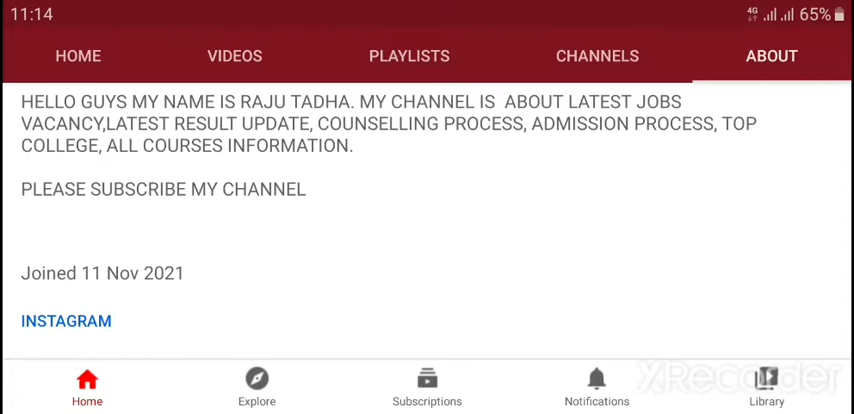 11:14 4G 65%
HOME VIDEOS PLAYLISTS CHANNELS ABOUT
HELLO GUYS MY NAME IS RAJU TADHA. MY CHANNEL IS ABOUT LATEST JOBS
VACANCY,LATEST RESULT UPDATE, COUNSELLING PROCESS, ADMISSION PROCESS, TOP
COLLEGE, ALL COURSES INFORMATION.
PLEASE SUBSCRIBE MY CHANNEL
Joined 11 Nov 2021
INSTAGRAM
XRecorder
Home Explore Subscriptions Notifications Library